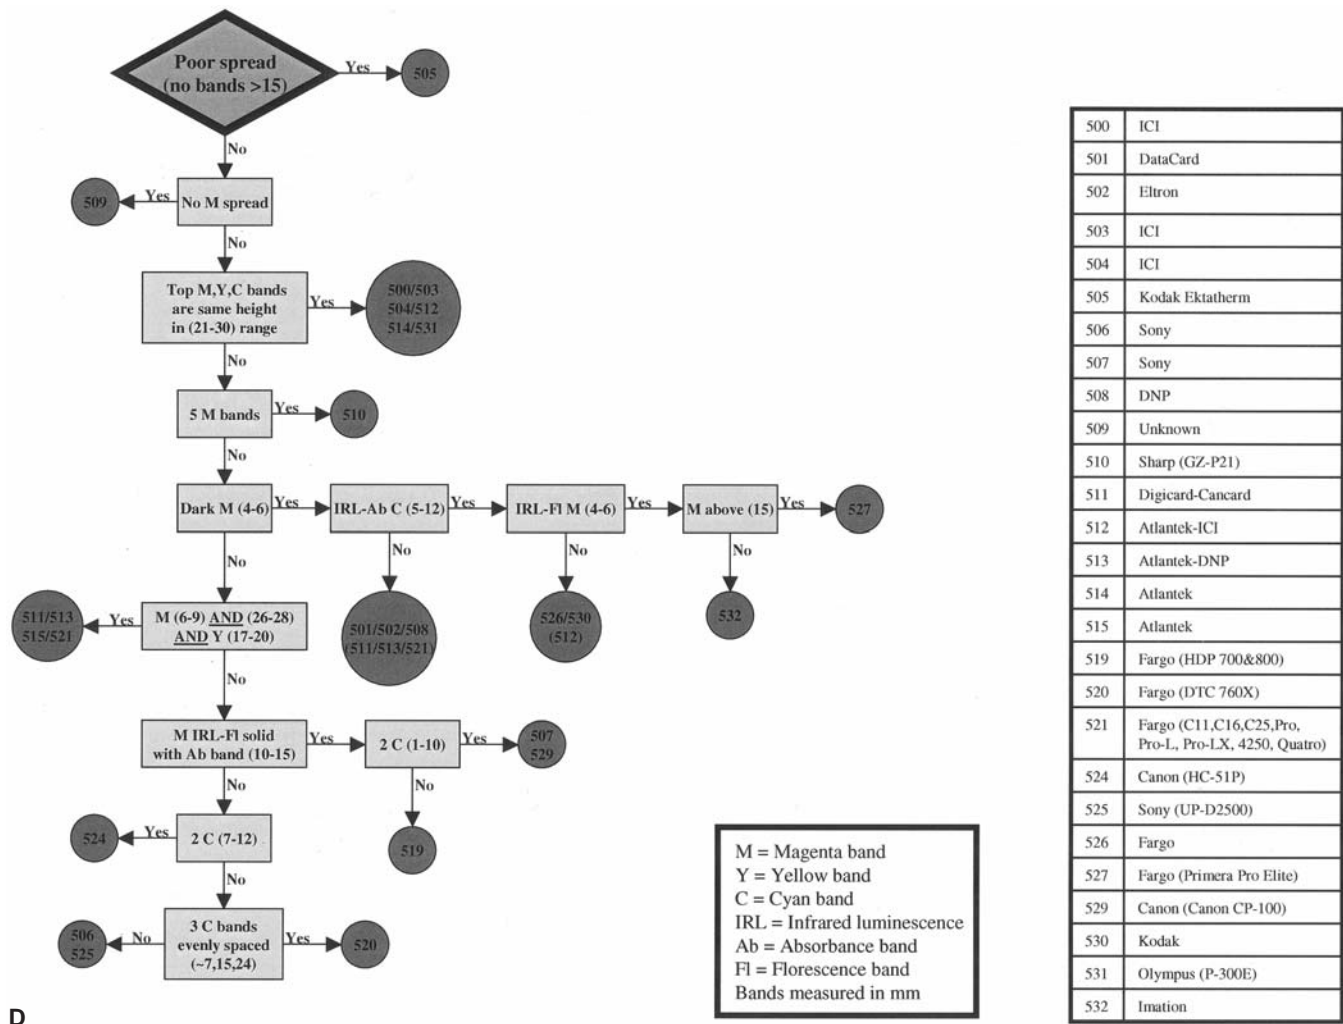 Poor spread
(no bands >15)
Yes
505
No
No M spread
Yes
509
No
Top M,Y,C bands
are same height
in (21-30) range
Yes
500/503
504/512
514/531
No
5 M bands
Yes
510
No
Dark M (4-6)
Yes
IRL-Ab C (5-12)
Yes
IRL-Fl M (4-6)
Yes
M above (15)
Yes
527
No
No
No
No
501/502/508
(511/513/521)
526/530
(512)
532
M (6-9) AND (26-28)
AND Y (17-20)
Yes
511/513
515/521
No
M IRL-Fl solid
with Ab band (10-15)
Yes
2 C (1-10)
Yes
507
529
No
No
519
2 C (7-12)
Yes
524
No
3 C bands
evenly spaced
(~7,15,24)
No
506
525
Yes
520
M = Magenta band
Y = Yellow band
C = Cyan band
IRL = Infrared luminescence
Ab = Absorbance band
Fl = Florescence band
Bands measured in mm
500 ICI
501 DataCard
502 Eltron
503 ICI
504 ICI
505 Kodak Ektatherm
506 Sony
507 Sony
508 DNP
509 Unknown
510 Sharp (GZ-P21)
511 Digicard-Cancard
512 Atlantek-ICI
513 Atlantek-DNP
514 Atlantek
515 Atlantek
519 Fargo (HDP 700&800)
520 Fargo (DTC 760X)
521 Fargo (C11,C16,C25,Pro,
Pro-L, Pro-LX, 4250, Quatro)
524 Canon (HC-51P)
525 Sony (UP-D2500)
526 Fargo
527 Fargo (Primera Pro Elite)
529 Canon (Canon CP-100)
530 Kodak
531 Olympus (P-300E)
532 Imation
D